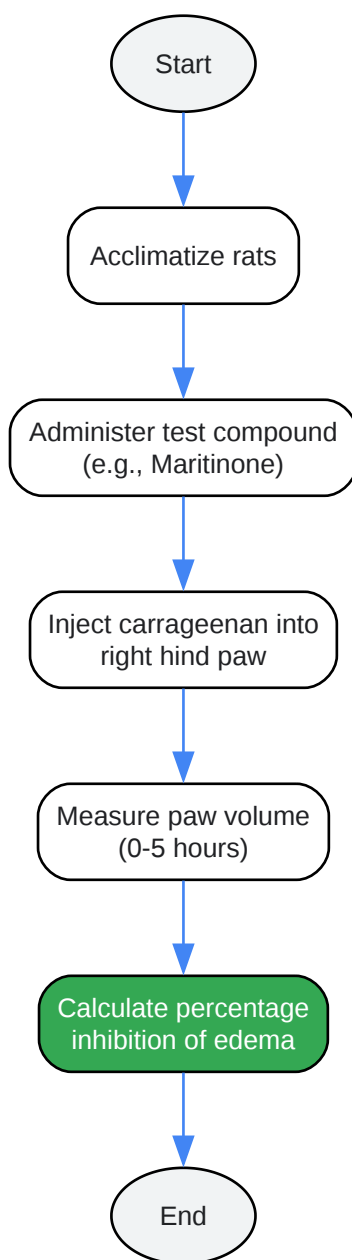 Start
Acclimatize rats
Administer test compound
(e.g., Maritinone)
Inject carrageenan into
right hind paw
Measure paw volume
(0-5 hours)
Calculate percentage
inhibition of edema
End